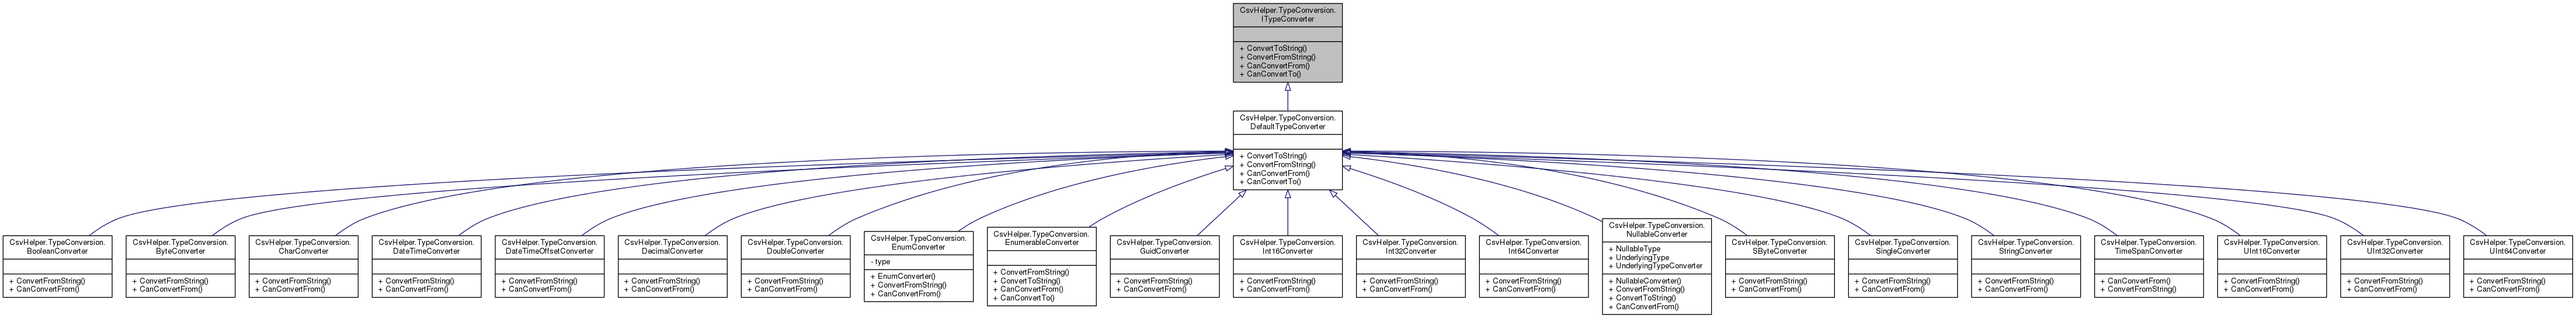 CsvHelper.TypeConversion.
ITypeConverter
+ ConvertToString()
+ ConvertFromString()
+ CanConvertFrom()
+ CanConvertTo()
CsvHelper.TypeConversion.
DefaultTypeConverter
+ ConvertToString()
+ ConvertFromString()
+ CanConvertFrom()
+ CanConvertTo()
CsvHelper.TypeConversion.
BooleanConverter
+ ConvertFromString()
+ CanConvertFrom()
CsvHelper.TypeConversion.
ByteConverter
+ ConvertFromString()
+ CanConvertFrom()
CsvHelper.TypeConversion.
CharConverter
+ ConvertFromString()
+ CanConvertFrom()
CsvHelper.TypeConversion.
DateTimeConverter
+ ConvertFromString()
+ CanConvertFrom()
CsvHelper.TypeConversion.
DateTimeOffsetConverter
+ ConvertFromString()
+ CanConvertFrom()
CsvHelper.TypeConversion.
DecimalConverter
+ ConvertFromString()
+ CanConvertFrom()
CsvHelper.TypeConversion.
DoubleConverter
+ ConvertFromString()
+ CanConvertFrom()
CsvHelper.TypeConversion.
EnumConverter
- type
+ EnumConverter()
+ ConvertFromString()
+ CanConvertFrom()
CsvHelper.TypeConversion.
EnumerableConverter
+ ConvertFromString()
+ ConvertToString()
+ CanConvertFrom()
+ CanConvertTo()
CsvHelper.TypeConversion.
GuidConverter
+ ConvertFromString()
+ CanConvertFrom()
CsvHelper.TypeConversion.
Int16Converter
+ ConvertFromString()
+ CanConvertFrom()
CsvHelper.TypeConversion.
Int32Converter
+ ConvertFromString()
+ CanConvertFrom()
CsvHelper.TypeConversion.
Int64Converter
+ ConvertFromString()
+ CanConvertFrom()
CsvHelper.TypeConversion.
NullableConverter
+ NullableType
+ UnderlyingType
+ UnderlyingTypeConverter
+ NullableConverter()
+ ConvertFromString()
+ ConvertToString()
+ CanConvertFrom()
CsvHelper.TypeConversion.
SByteConverter
+ ConvertFromString()
+ CanConvertFrom()
CsvHelper.TypeConversion.
SingleConverter
+ ConvertFromString()
+ CanConvertFrom()
CsvHelper.TypeConversion.
StringConverter
+ ConvertFromString()
+ CanConvertFrom()
CsvHelper.TypeConversion.
TimeSpanConverter
+ CanConvertFrom()
+ ConvertFromString()
CsvHelper.TypeConversion.
UInt16Converter
+ ConvertFromString()
+ CanConvertFrom()
CsvHelper.TypeConversion.
UInt32Converter
+ ConvertFromString()
+ CanConvertFrom()
CsvHelper.TypeConversion.
UInt64Converter
+ ConvertFromString()
+ CanConvertFrom()